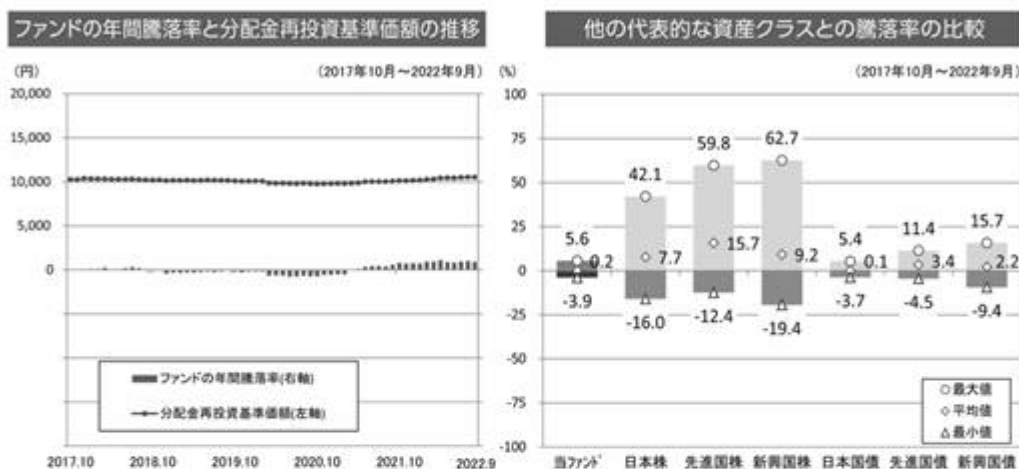 ファンドの年間騰落率と分配金再投資基準価額の推移
(円)
(2017年10月～2022年9月)
20,000
15,000
10,000
5,000
0
ファンドの年間騰落率(右軸)
分配金再投資基準価額(左軸)
2017.10 2018.10 2019.10 2020.10 2021.10 2022.9
他の代表的な資産クラスとの騰落率の比較
(%)
(2017年10月～2022年9月)
100
75
50
25
0
-25
-50
-75
-100
5.6 42.1 59.8 62.7 5.4 11.4 15.7
0.2 7.7 15.7 9.2 0.1 3.4 2.2
-3.9 -16.0 -12.4 -19.4 -3.7 -4.5 -9.4
最大値
平均値
最小値
当ファンド 日本株 先進国株 新興国株 日本国債 先進国債 新興国債